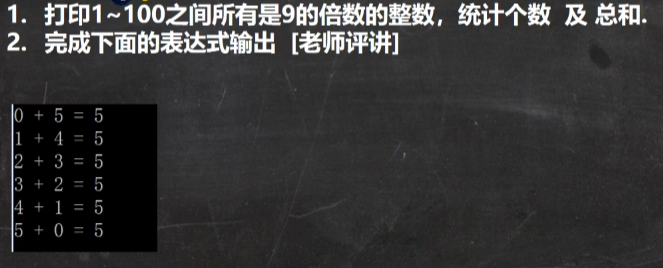 1. 打印1~100之间所有是9的倍数的整数，统计个数 及 总和.
2. 完成下面的表达式输出 [老师评讲]
0 + 5 = 5
1 + 4 = 5
2 + 3 = 5
3 + 2 = 5
4 + 1 = 5
5 + 0 = 5